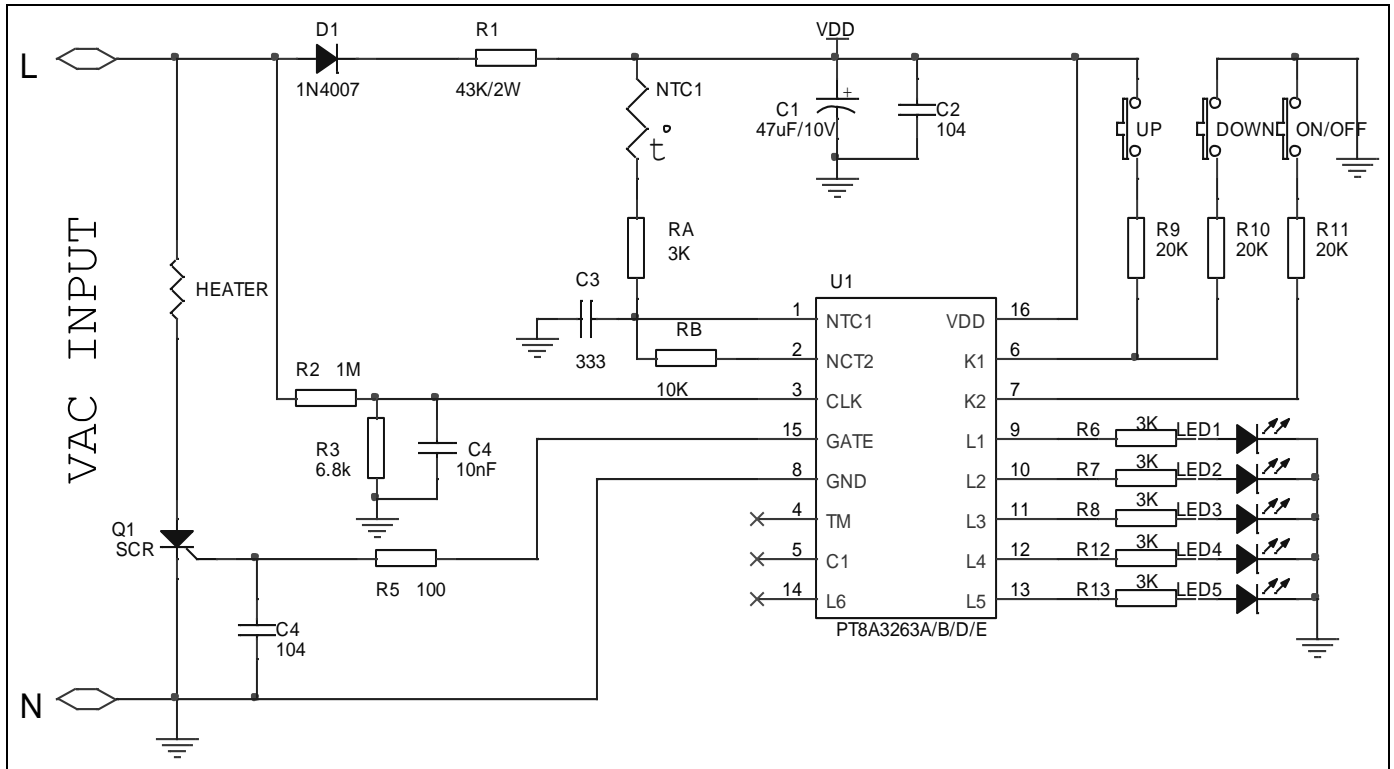 L
D1
1N4007
R1
43K/2W
VDD
NTC1
t°
C1
47uF/10V
+
C2
104
UP
DOWN
ON/OFF
RA
3K
R9
20K
R10
20K
R11
20K
VAC INPUT
HEATER
C3
333
RB
10K
U1
1 NTC1
2 NCT2
3 CLK
15 GATE
8 GND
4 TM
5 C1
14 L6
VDD 16
K1 6
K2 7
L1 9
L2 10
L3 11
L4 12
L5 13
PT8A3263A/B/D/E
R2 1M
R3
6.8k
C4
10nF
R6 3K LED1
R7 3K LED2
R8 3K LED3
R12 3K LED4
R13 3K LED5
Q1
SCR
R5 100
C4
104
N